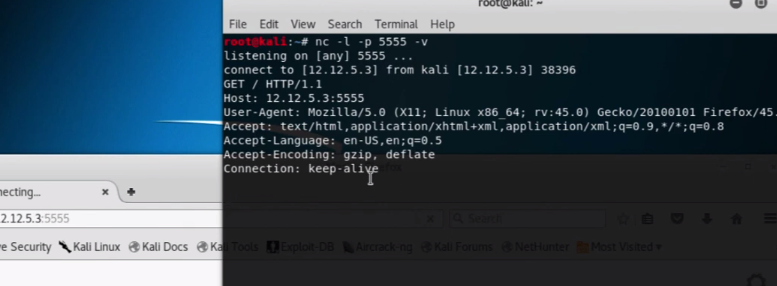 root@kali: ~
File Edit View Search Terminal Help
root@kali:~# nc -l -p 5555 -v
listening on [any] 5555 ...
connect to [12.12.5.3] from kali [12.12.5.3] 38396
GET / HTTP/1.1
Host: 12.12.5.3:5555
User-Agent: Mozilla/5.0 (X11; Linux x86_64; rv:45.0) Gecko/20100101 Firefox/45.
Accept: text/html,application/xhtml+xml,application/xml;q=0.9,*/*;q=0.8
Accept-Language: en-US,en;q=0.5
Accept-Encoding: gzip, deflate
Connection: keep-alive
necting...
2.12.5.3:5555
Search
e Security Kali Linux Kali Docs Kali Tools Exploit-DB Aircrack-ng Kali Forums NetHunter Most Visited